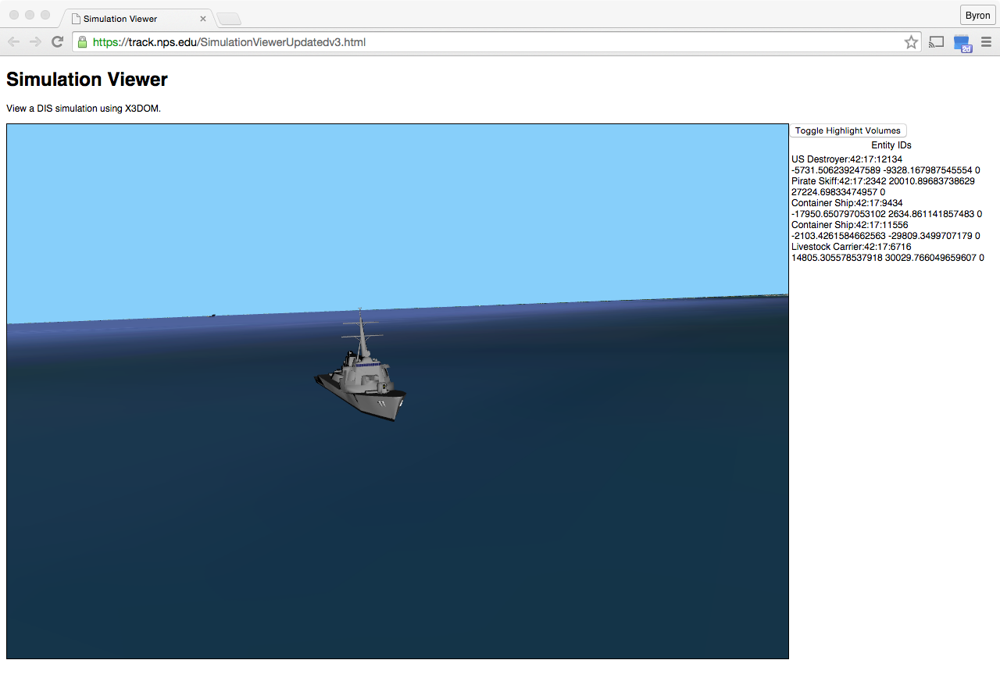 Simulation Viewer
Byron
https://track.nps.edu/SimulationViewerUpdatedv3.html
2d
Simulation Viewer
View a DIS simulation using X3DOM.
Toggle Highlight Volumes
Entity IDs
US Destroyer:42:17:12134
-5731.506239247589 -9328.167987545554 0
Pirate Skiff:42:17:2342 20010.89683738629
27224.69833474957 0
Container Ship:42:17:9434
-17950.650797053102 2634.861141857483 0
Container Ship:42:17:11556
-2103.4261584662563 -29809.3499707179 0
Livestock Carrier:42:17:6716
14805.305578537918 30029.766049659607 0
11